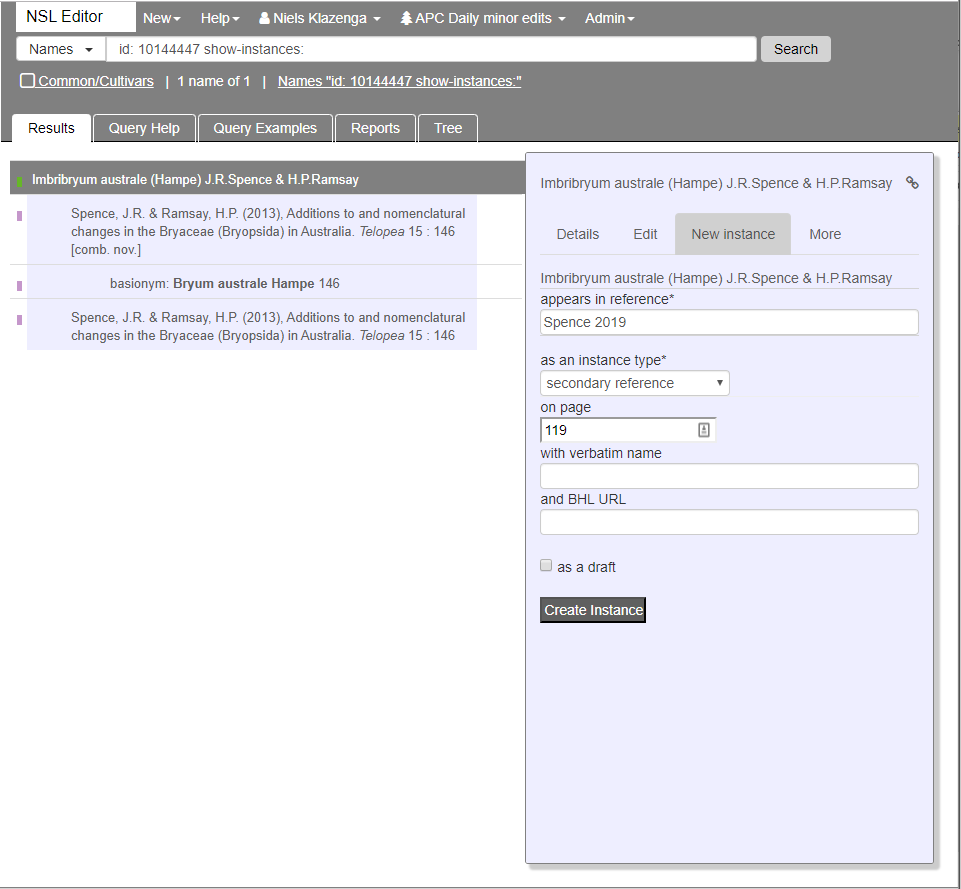 NSL Editor New Help Niels Klazenga APC Daily minor edits Admin
Names id: 10144447 show-instances: Search
Common/Cultivars | 1 name of 1 | Names "id: 10144447 show-instances:"
Results Query Help Query Examples Reports Tree
Imbribryum australe (Hampe) J.R.Spence & H.P.Ramsay
Spence, J.R. & Ramsay, H.P. (2013), Additions to and nomenclatural
changes in the Bryaceae (Bryopsida) in Australia. Telopea 15 : 146
[comb. nov.]
basionym: Bryum australe Hampe 146
Spence, J.R. & Ramsay, H.P. (2013), Additions to and nomenclatural
changes in the Bryaceae (Bryopsida) in Australia. Telopea 15 : 146
Imbribryum australe (Hampe) J.R.Spence & H.P.Ramsay
Details Edit New instance More
Imbribryum australe (Hampe) J.R.Spence & H.P.Ramsay
appears in reference*
Spence 2019
as an instance type*
secondary reference
on page
119
with verbatim name
and BHL URL
as a draft
Create Instance